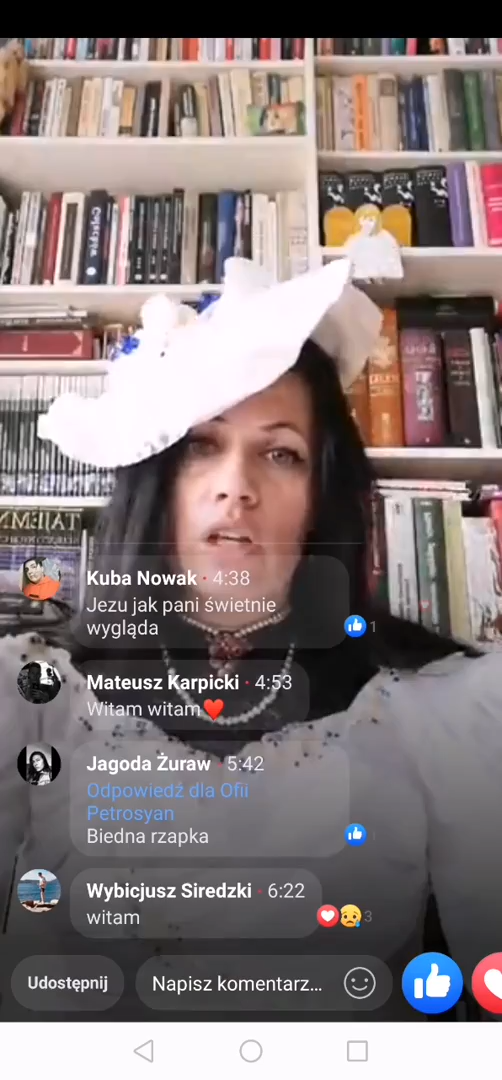 Kuba Nowak • 4:38
Jezu jak pani świetnie
wygląda
1
Mateusz Karpicki • 4:53
Witam witam❤️
Jagoda Żuraw • 5:42
Odpowiedź dla Ofii
Petrosyan
Biedna rzapka
Wybicjusz Siredzki • 6:22
witam
3
Udostępnij
Napisz komentarz...